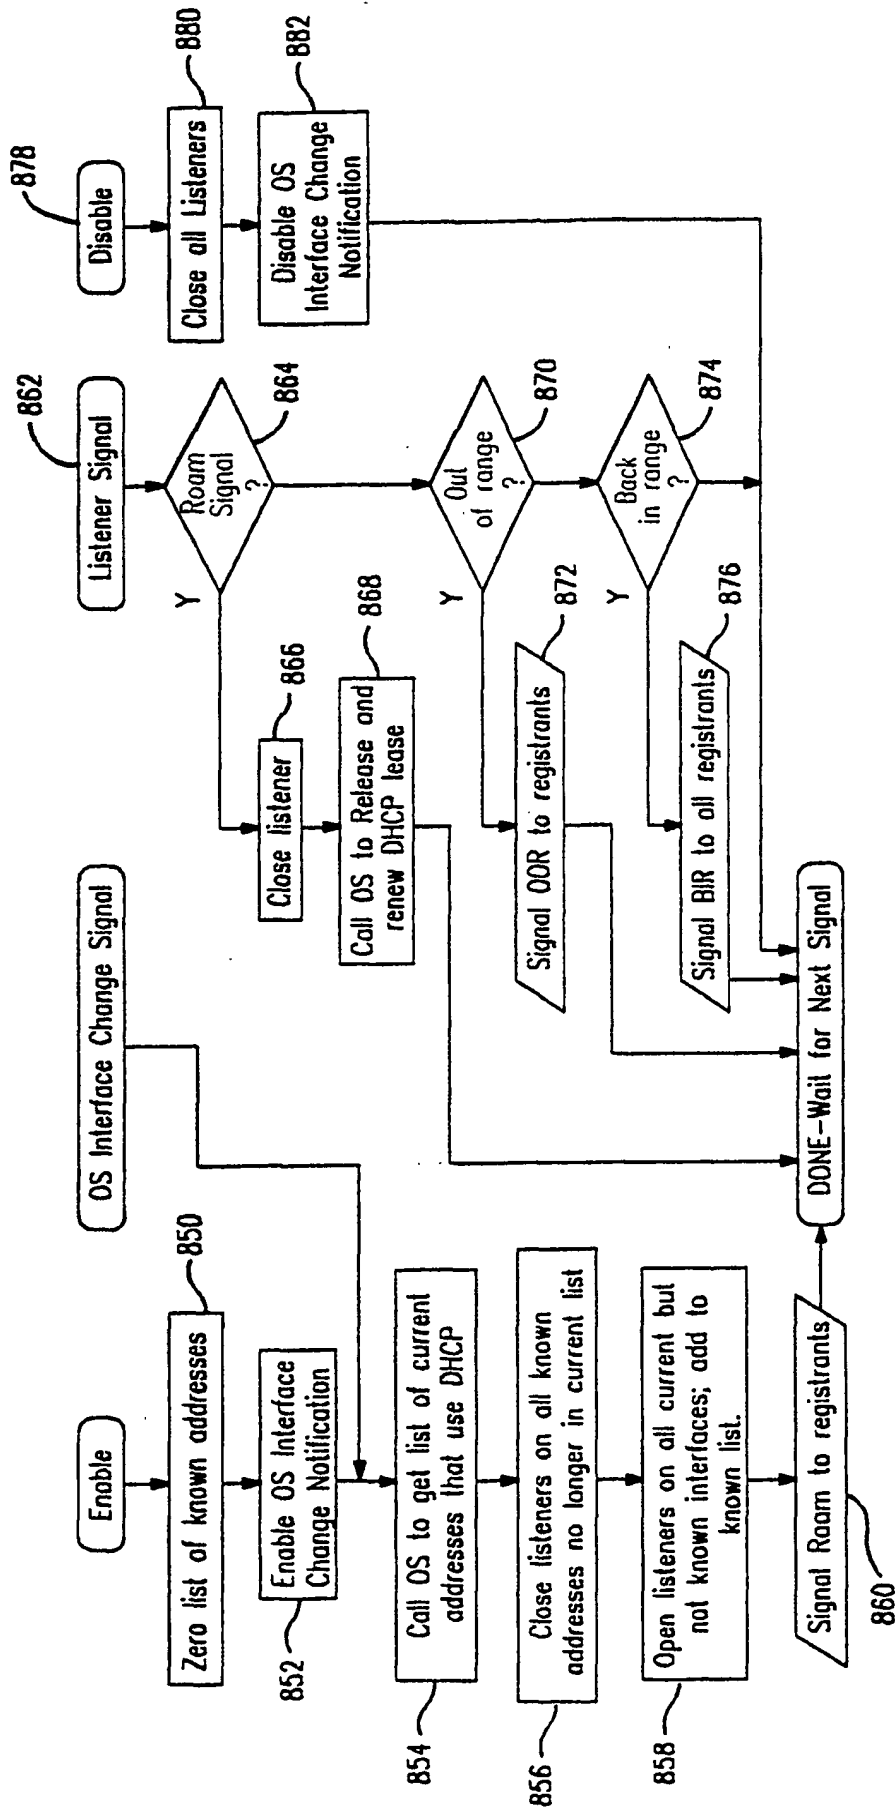 Enable
Zero list of known addresses
850
Enable OS Interface
Change Notification
852
Call OS to get list of current
addresses that use DHCP
854
Close listeners on all known
addresses no longer in current list
856
Open listeners on all current but
not known interfaces; add to
known list.
858
Signal Roam to registrants
860
OS Interface Change Signal
Listener Signal
862
Roam
Signal
?
864
Y
Close listener
866
Call OS to Release and
renew DHCP lease
868
Out
of range
?
870
Y
Signal OOR to registrants
872
Back
in range
?
874
Y
Signal BIR to all registrants
876
Disable
878
Close all Listeners
880
Disable OS
Interface Change
Notification
882
DONE-Wait for Next Signal